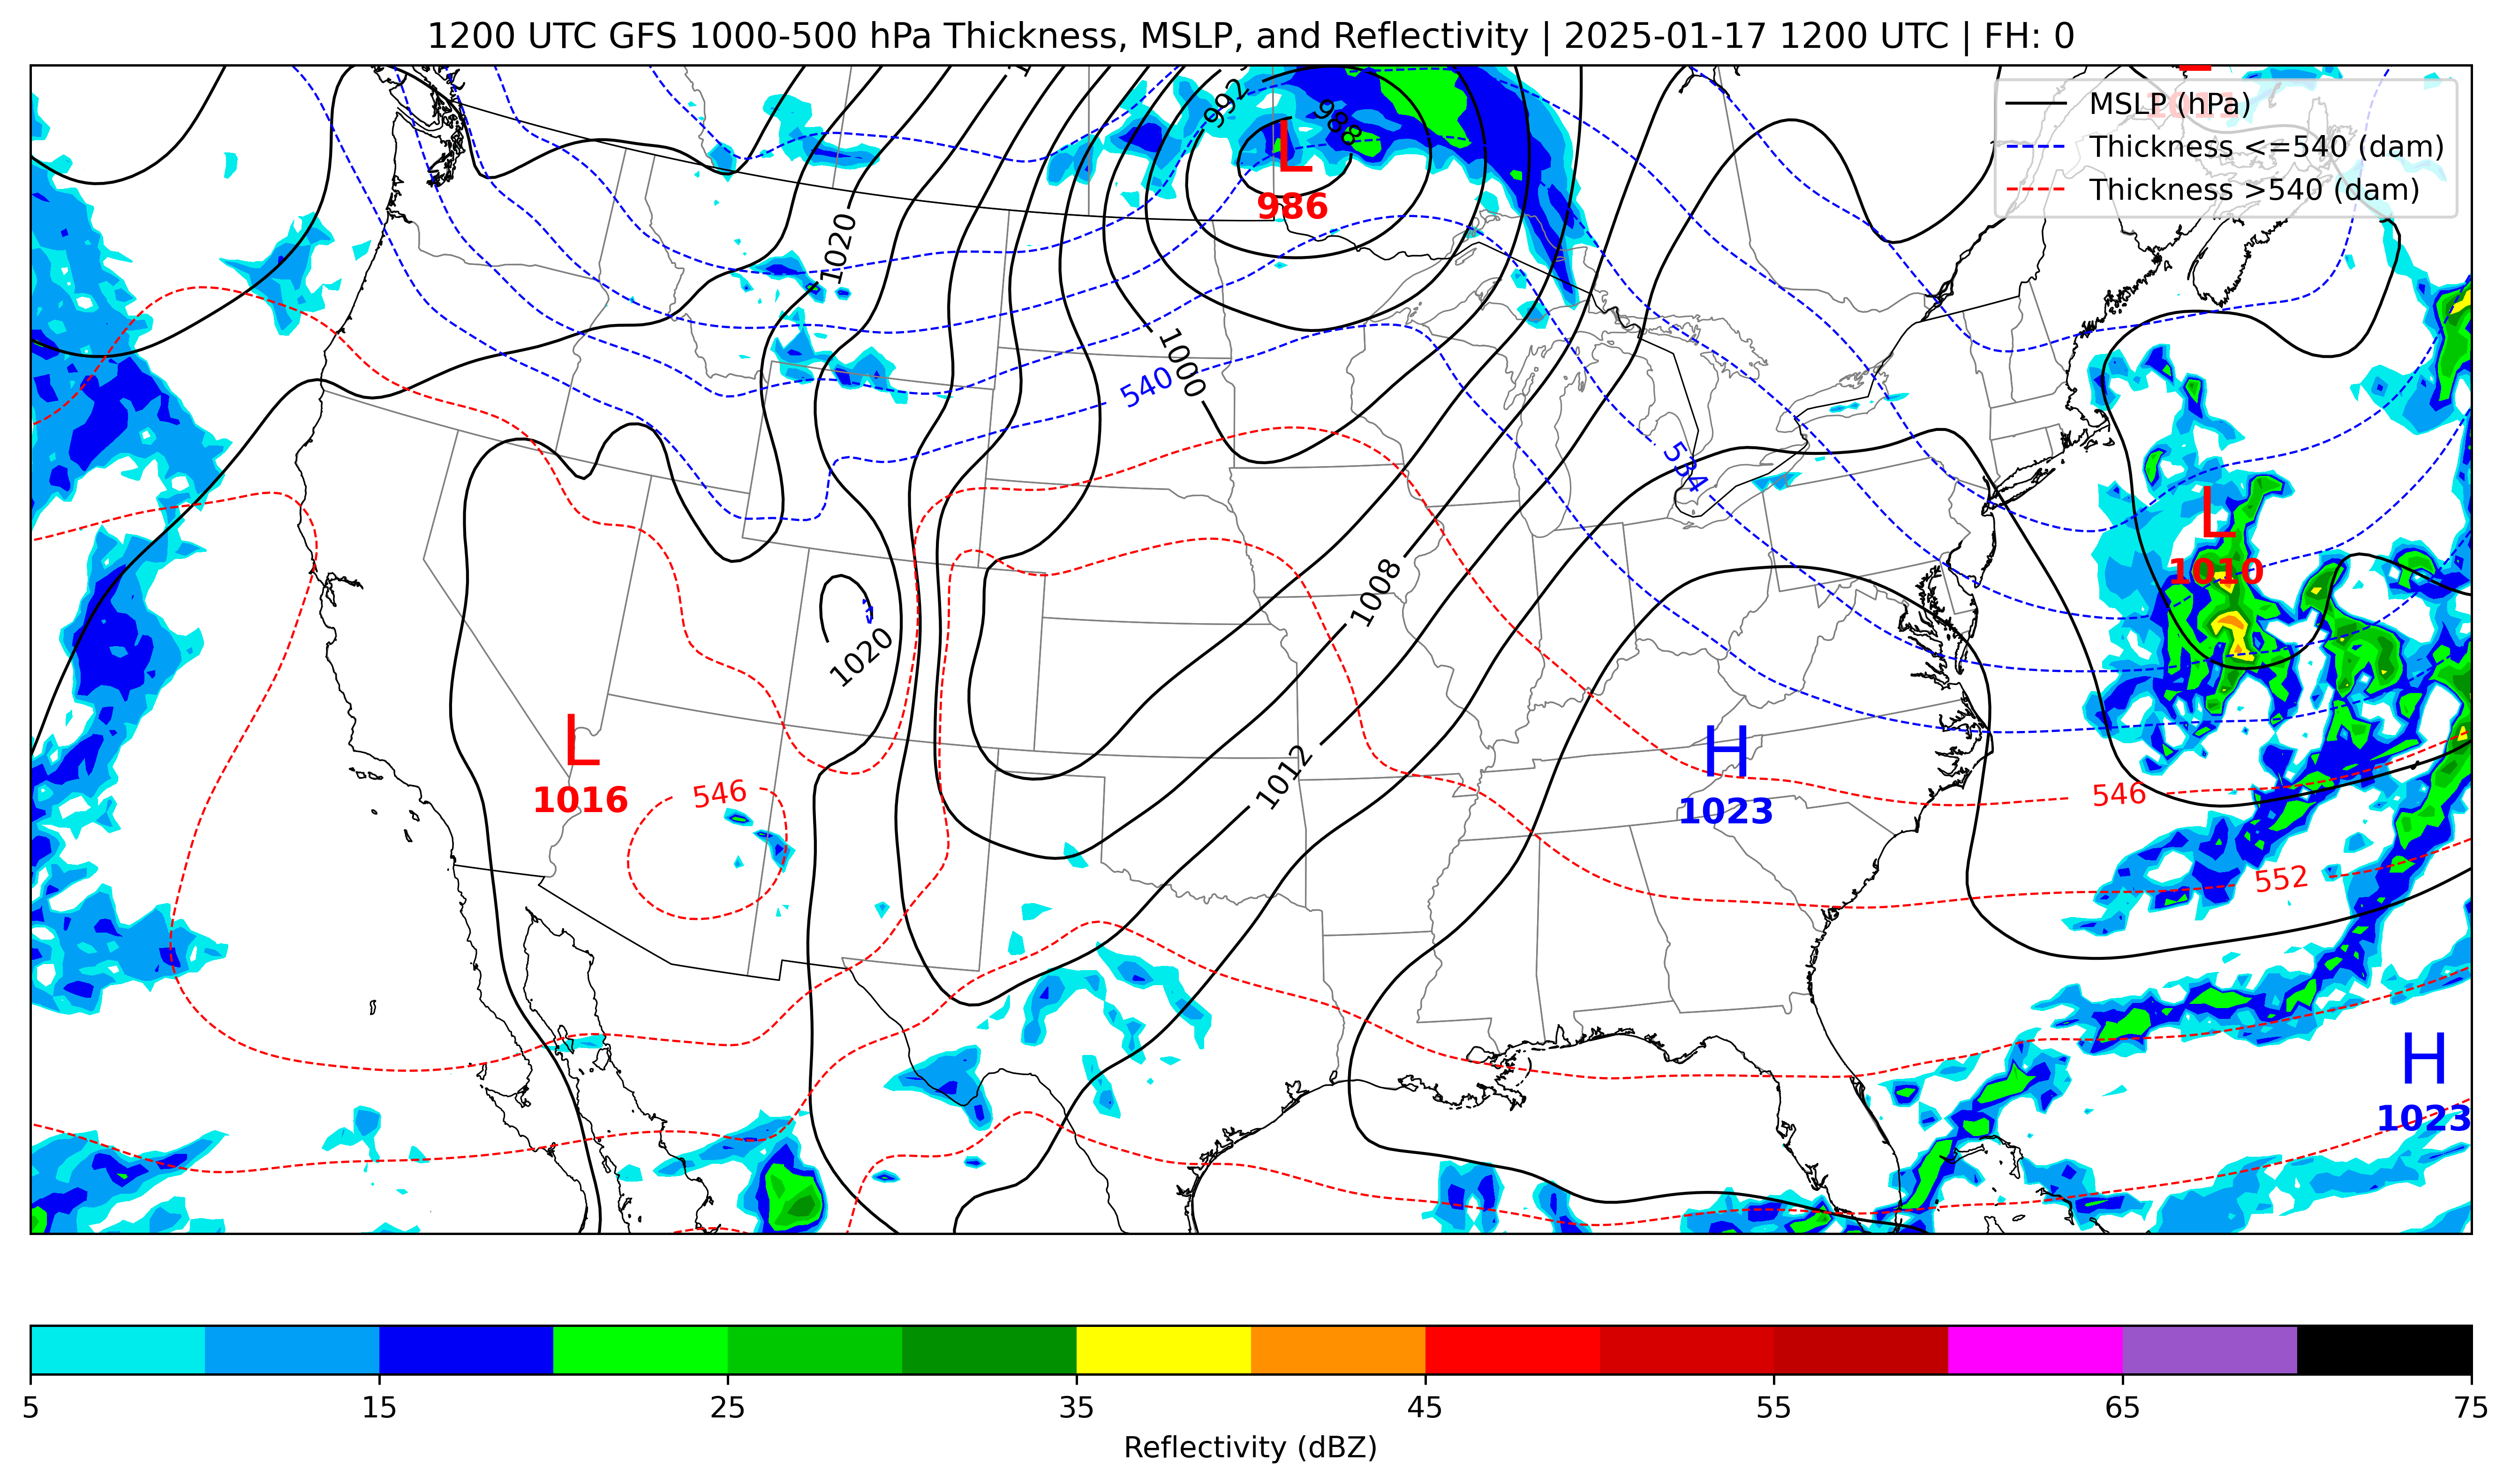 1200 UTC GFS 1000-500 hPa Thickness, MSLP, and Reflectivity | 2025-01-17 1200 UTC | FH: 0
MSLP (hPa)
Thickness <=540 (dam)
Thickness >540 (dam)
992
988
L
986
1020
1000
540
534
L
1010
1008
1020
L
1016
546
H
1023
1012
546
552
H
1023
5 15 25 35 45 55 65 75
Reflectivity (dBZ)